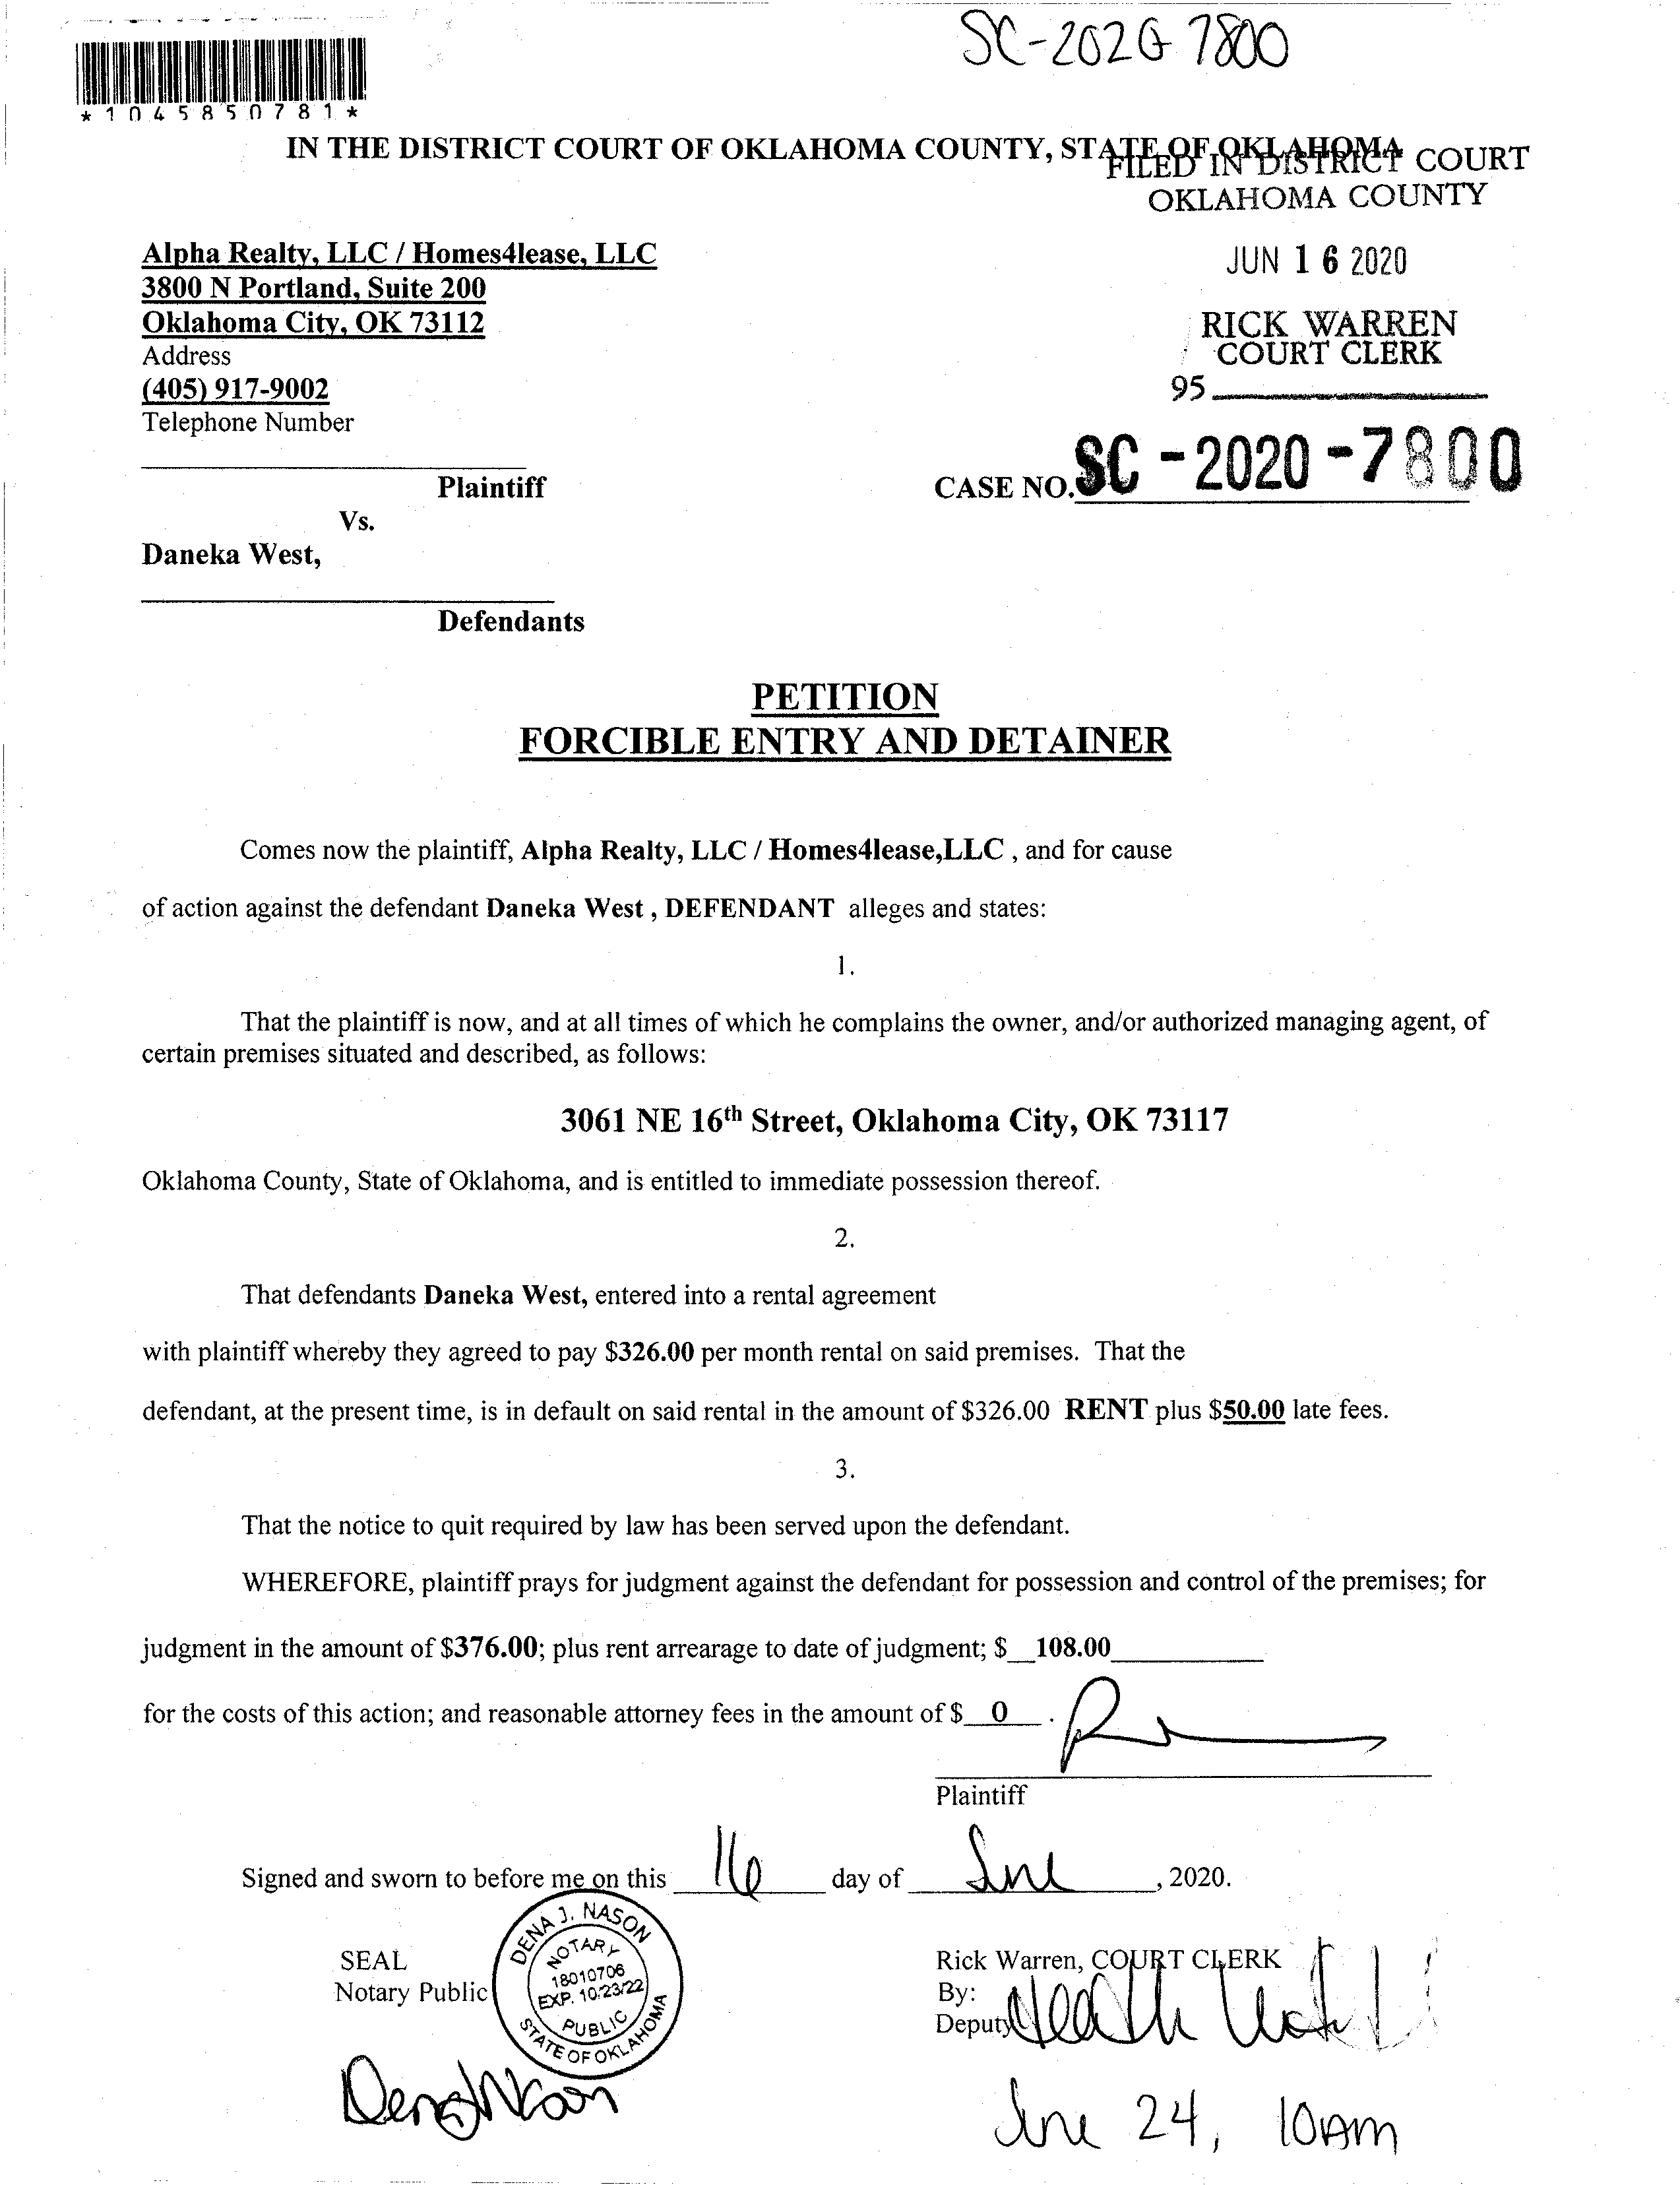 SC-2020-7800
*1045850781*
IN THE DISTRICT COURT OF OKLAHOMA COUNTY, STATE OF OKLAHOMA
FILED IN DISTRICT COURT
OKLAHOMA COUNTY
Alpha Realty, LLC / Homes4lease, LLC
3800 N Portland, Suite 200
Oklahoma City, OK 73112
Address
(405) 917-9002
Telephone Number
JUN 16 2020
RICK WARREN
COURT CLERK
95
Plaintiff
CASE NO. SC-2020-7800
Vs.
Daneka West,
Defendants
PETITION
FORCIBLE ENTRY AND DETAINER
Comes now the plaintiff, Alpha Realty, LLC / Homes4lease,LLC , and for cause
of action against the defendant Daneka West , DEFENDANT alleges and states:
1.
That the plaintiff is now, and at all times of which he complains the owner, and/or authorized managing agent, of
certain premises situated and described, as follows:
3061 NE 16th Street, Oklahoma City, OK 73117
Oklahoma County, State of Oklahoma, and is entitled to immediate possession thereof.
2.
That defendants Daneka West, entered into a rental agreement
with plaintiff whereby they agreed to pay $326.00 per month rental on said premises. That the
defendant, at the present time, is in default on said rental in the amount of $326.00 RENT plus $50.00 late fees.
3.
That the notice to quit required by law has been served upon the defendant.
WHEREFORE, plaintiff prays for judgment against the defendant for possession and control of the premises; for
judgment in the amount of $376.00; plus rent arrearage to date of judgment; $__108.00
for the costs of this action; and reasonable attorney fees in the amount of $__0__.
Plaintiff
Signed and sworn to before me on this 16 day of June, 2020.
SEAL
Notary Public
DENA J. NASON
NOTARY
18010706
EXP. 10/23/22
PUBLIC
STATE OF OKLAHOMA
Rick Warren, COURT CLERK
By:
Deputy
June 24, 10AM